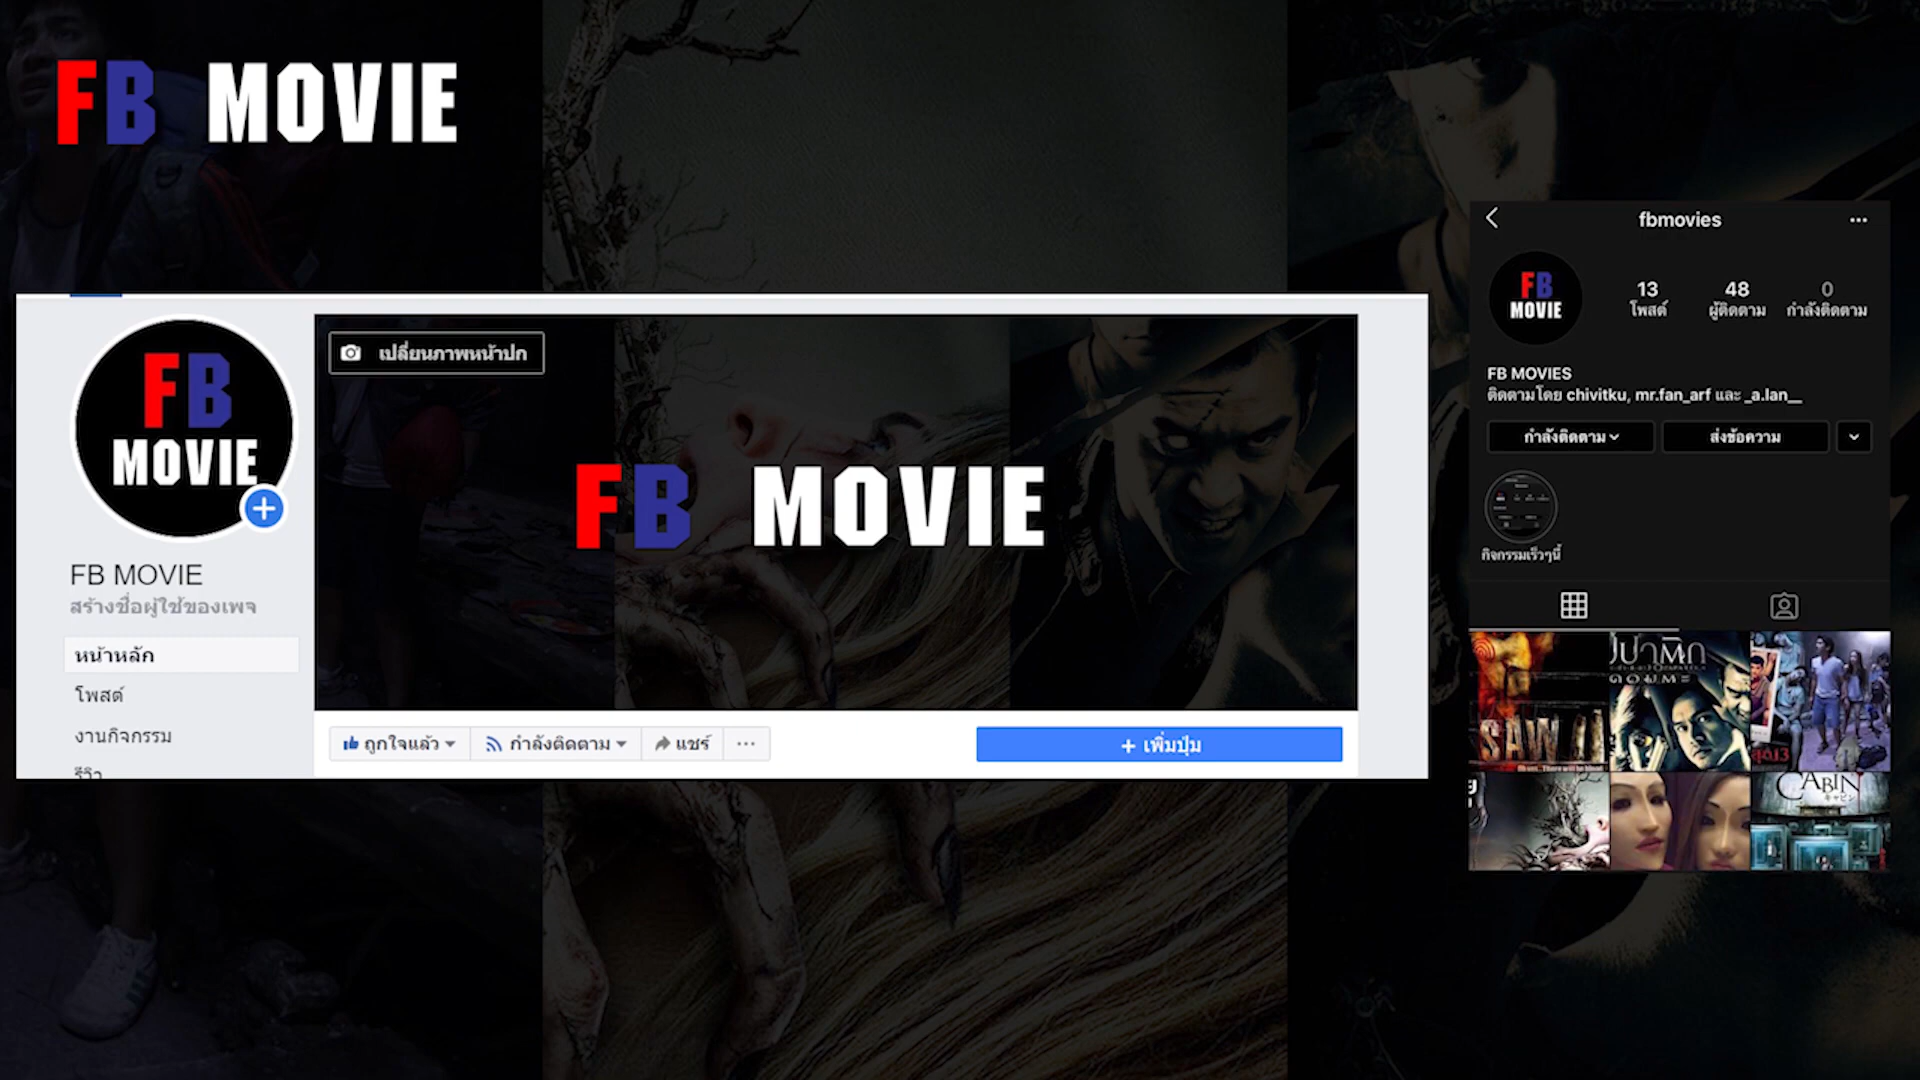 FB MOVIE
เปลี่ยนภาพหน้าปก
FB
MOVIE
FB MOVIE
FB MOVIE
สร้างชื่อผู้ใช้ของเพจ
หน้าหลัก
โพสต์
งานกิจกรรม
รีวิว
ถูกใจแล้ว
กำลังติดตาม
แชร์
+ เพิ่มปุ่ม
fbmovies
FB
MOVIE
13 48 0
โพสต์ ผู้ติดตาม กำลังติดตาม
FB MOVIES
ติดตามโดย chivitku, mr.fan_arf และ _a.lan__
กำลังติดตาม ส่งข้อความ
กิจกรรมเร็วๆนี้
SAW II
CABIN
キャビン